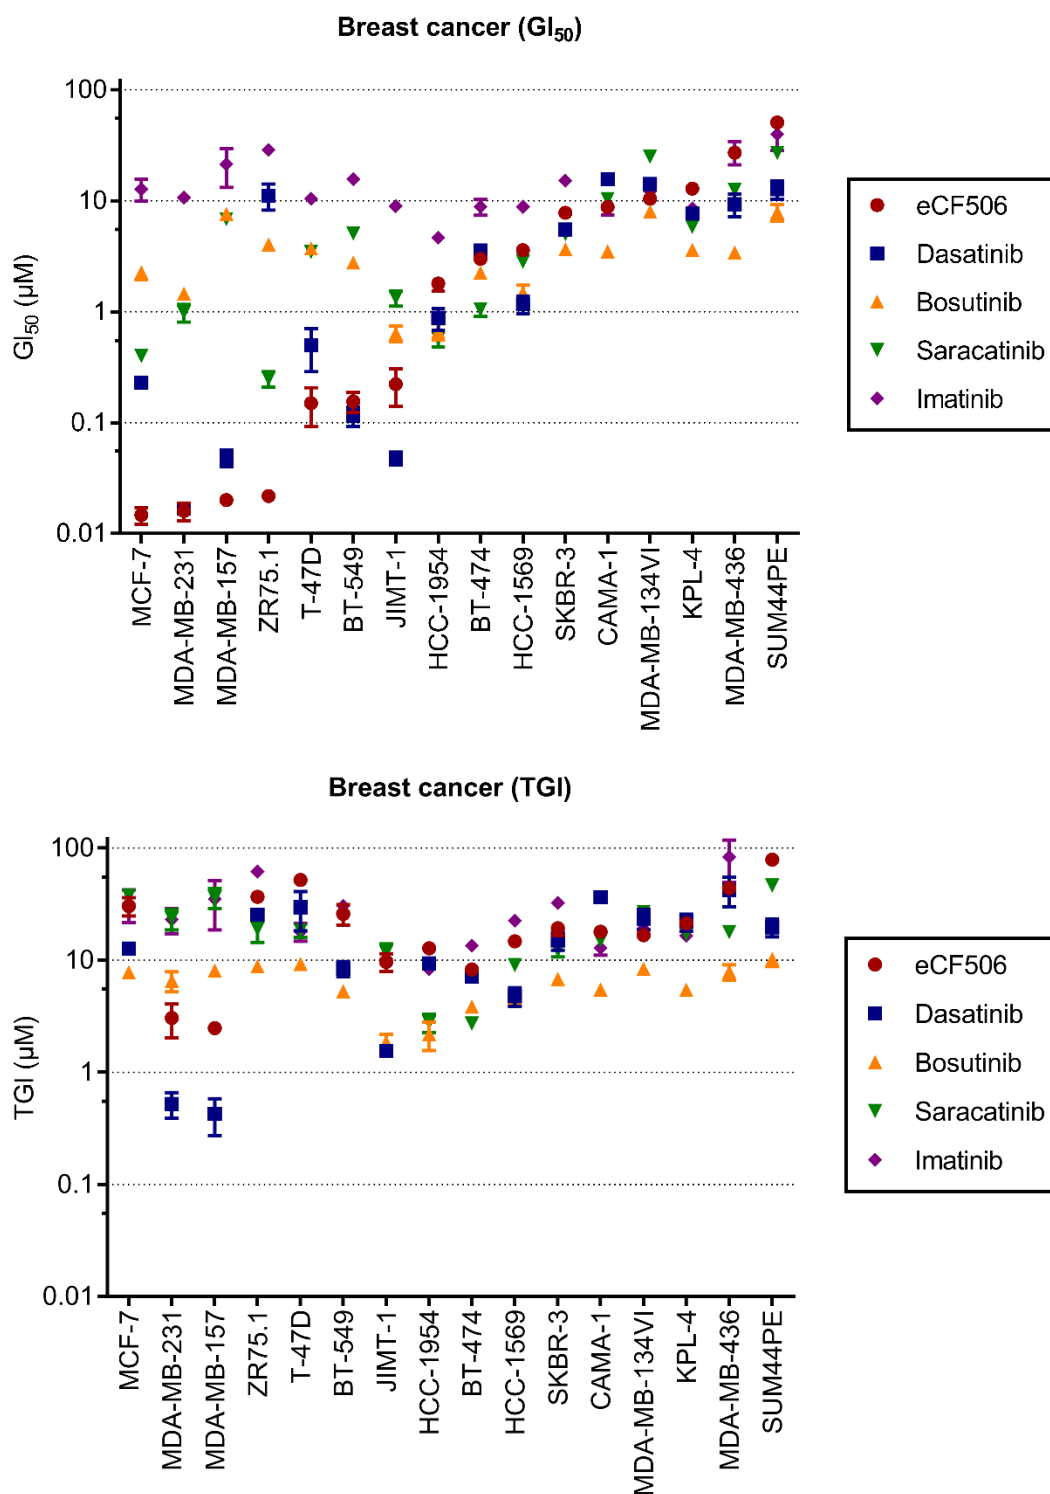 Breast cancer (GI50)
100
10
1
0.1
0.01
GI50 (µM)
MCF-7
MDA-MB-231
MDA-MB-157
ZR75.1
T-47D
BT-549
JIMT-1
HCC-1954
BT-474
HCC-1569
SKBR-3
CAMA-1
MDA-MB-134VI
KPL-4
MDA-MB-436
SUM44PE
eCF506
Dasatinib
Bosutinib
Saracatinib
Imatinib
Breast cancer (TGI)
100
10
1
0.1
0.01
TGI (µM)
MCF-7
MDA-MB-231
MDA-MB-157
ZR75.1
T-47D
BT-549
JIMT-1
HCC-1954
BT-474
HCC-1569
SKBR-3
CAMA-1
MDA-MB-134VI
KPL-4
MDA-MB-436
SUM44PE
eCF506
Dasatinib
Bosutinib
Saracatinib
Imatinib